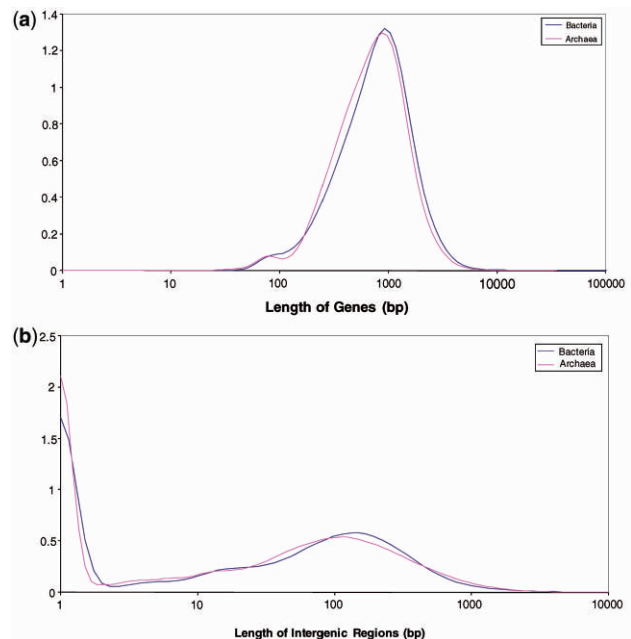 (a)
1.4
1.2
1
0.8
0.6
0.4
0.2
0
Bacteria
Archaea
1 10 100 1000 10000 100000
Length of Genes (bp)
(b)
2.5
2
1.5
1
0.5
0
Bacteria
Archaea
1 10 100 1000 10000
Length of Intergenic Regions (bp)